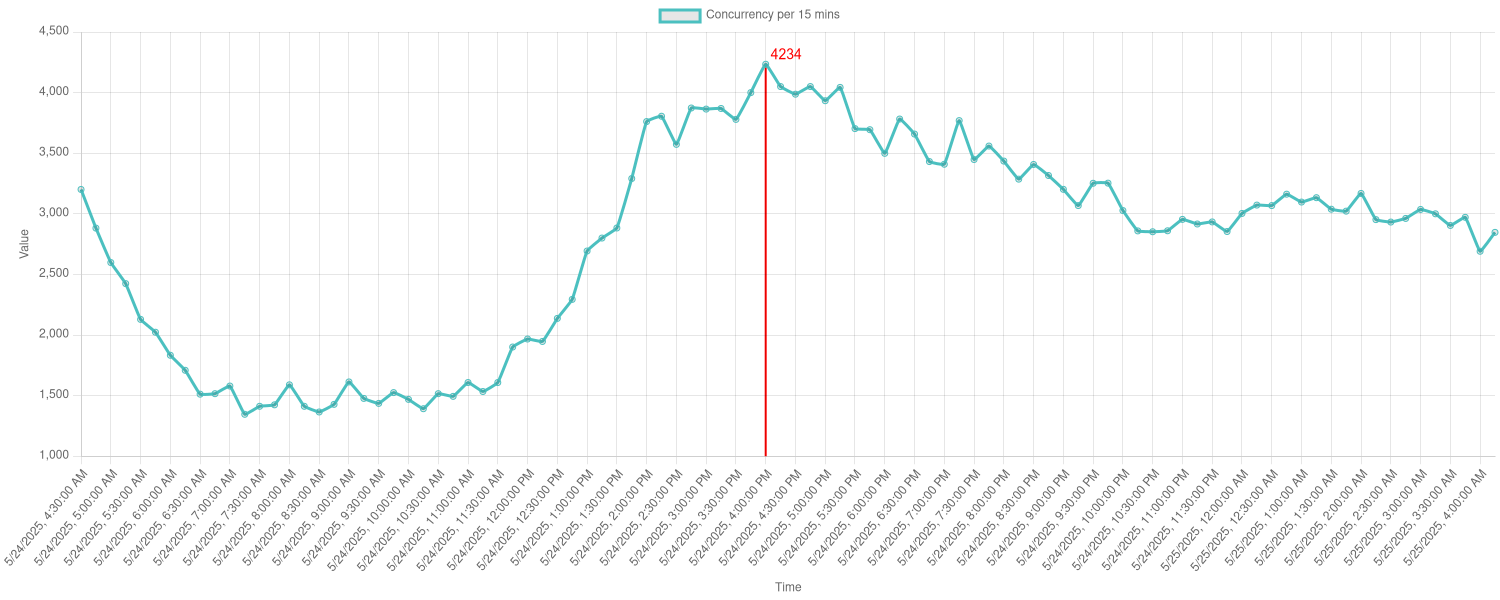 Concurrency per 15 mins
4,500
4,000
3,500
3,000
2,500
2,000
1,500
1,000
Value
4234
5/24/2025, 4:30:00 AM
5/24/2025, 5:00:00 AM
5/24/2025, 5:30:00 AM
5/24/2025, 6:00:00 AM
5/24/2025, 6:30:00 AM
5/24/2025, 7:00:00 AM
5/24/2025, 7:30:00 AM
5/24/2025, 8:00:00 AM
5/24/2025, 8:30:00 AM
5/24/2025, 9:00:00 AM
5/24/2025, 9:30:00 AM
5/24/2025, 10:00:00 AM
5/24/2025, 10:30:00 AM
5/24/2025, 11:00:00 AM
5/24/2025, 11:30:00 AM
5/24/2025, 12:00:00 PM
5/24/2025, 12:30:00 PM
5/24/2025, 1:00:00 PM
5/24/2025, 1:30:00 PM
5/24/2025, 2:00:00 PM
5/24/2025, 2:30:00 PM
5/24/2025, 3:00:00 PM
5/24/2025, 3:30:00 PM
5/24/2025, 4:00:00 PM
5/24/2025, 4:30:00 PM
5/24/2025, 5:00:00 PM
5/24/2025, 5:30:00 PM
5/24/2025, 6:00:00 PM
5/24/2025, 6:30:00 PM
5/24/2025, 7:00:00 PM
5/24/2025, 7:30:00 PM
5/24/2025, 8:00:00 PM
5/24/2025, 8:30:00 PM
5/24/2025, 9:00:00 PM
5/24/2025, 9:30:00 PM
5/24/2025, 10:00:00 PM
5/24/2025, 10:30:00 PM
5/24/2025, 11:00:00 PM
5/24/2025, 11:30:00 PM
5/25/2025, 12:00:00 AM
5/25/2025, 12:30:00 AM
5/25/2025, 1:00:00 AM
5/25/2025, 1:30:00 AM
5/25/2025, 2:00:00 AM
5/25/2025, 2:30:00 AM
5/25/2025, 3:00:00 AM
5/25/2025, 3:30:00 AM
5/25/2025, 4:00:00 AM
Time